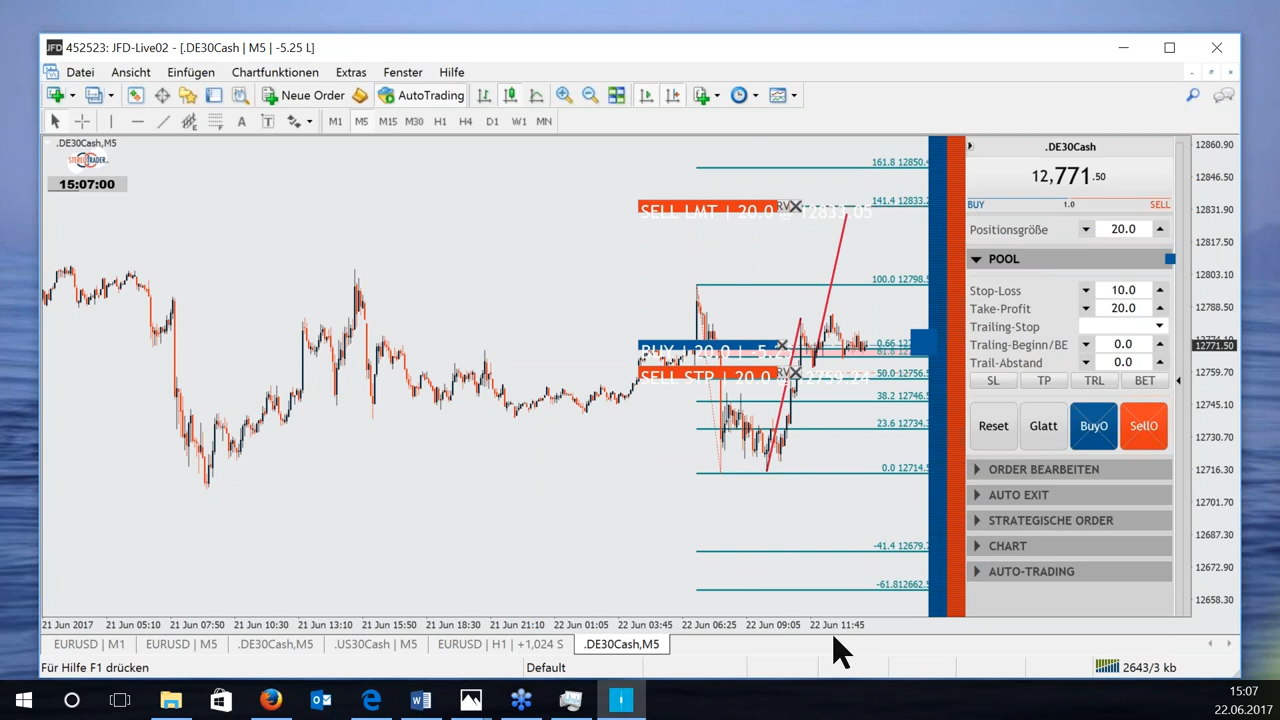 JFD 452523: JFD-Live02 - [.DE30Cash | M5 | -5.25 L]
Datei Ansicht Einfügen Chartfunktionen Extras Fenster Hilfe
Neue Order AutoTrading
A T M1 M5 M15 M30 H1 H4 D1 W1 MN
.DE30Cash,M5
STEREOTRADER
15:07:00
161.8 12850.
141.4 12833.
SELL LMT | 20.0 @ 12833.05
100.0 12798.
0.66
61.8
BUY | 20.0 | -5.25
50.0 12756.
SELL STP | 20.0
38.2 12746.
23.6 12734.
0.0 12714.
-41.4 12679.
-61.8 12662.
.DE30Cash
12,771.50
BUY 1.0 SELL
Positionsgröße 20.0
POOL
Stop-Loss 10.0
Take-Profit 20.0
Trailing-Stop
Traling-Beginn/BE 0.0
Trail-Abstand 0.0
SL TP TRL BET
Reset Glatt BuyO SellO
ORDER BEARBEITEN
AUTO EXIT
STRATEGISCHE ORDER
CHART
AUTO-TRADING
12860.90
12846.50
12831.90
12817.50
12803.10
12788.50
12771.50
12759.70
12745.10
12730.70
12716.30
12701.70
12687.30
12672.90
12658.30
21 Jun 2017 21 Jun 05:10 21 Jun 07:50 21 Jun 10:30 21 Jun 13:10 21 Jun 15:50 21 Jun 18:30 21 Jun 21:10 22 Jun 01:05 22 Jun 03:45 22 Jun 06:25 22 Jun 09:05 22 Jun 11:45
EURUSD | M1 EURUSD | M5 .DE30Cash,M5 .US30Cash | M5 EURUSD | H1 | +1,024 S .DE30Cash,M5
Für Hilfe F1 drücken Default 2643/3 kb
15:07
22.06.2017